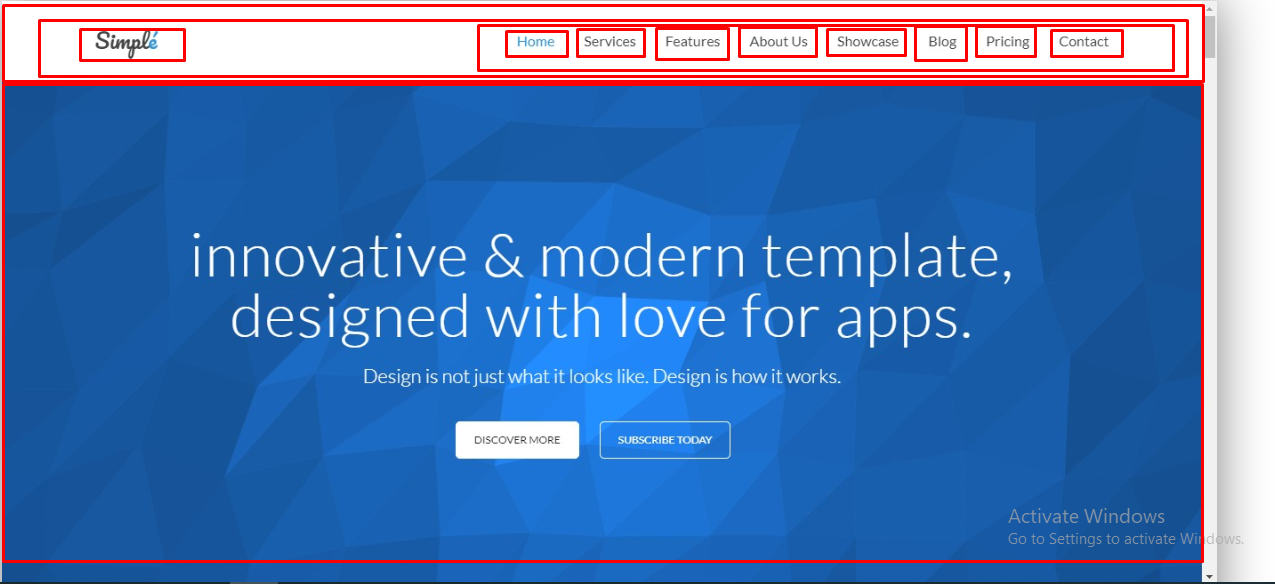 Simplé
Home Services Features About Us Showcase Blog Pricing Contact
innovative & modern template,
designed with love for apps.
Design is not just what it looks like. Design is how it works.
DISCOVER MORE SUBSCRIBE TODAY
Activate Windows
Go to Settings to activate Windows.